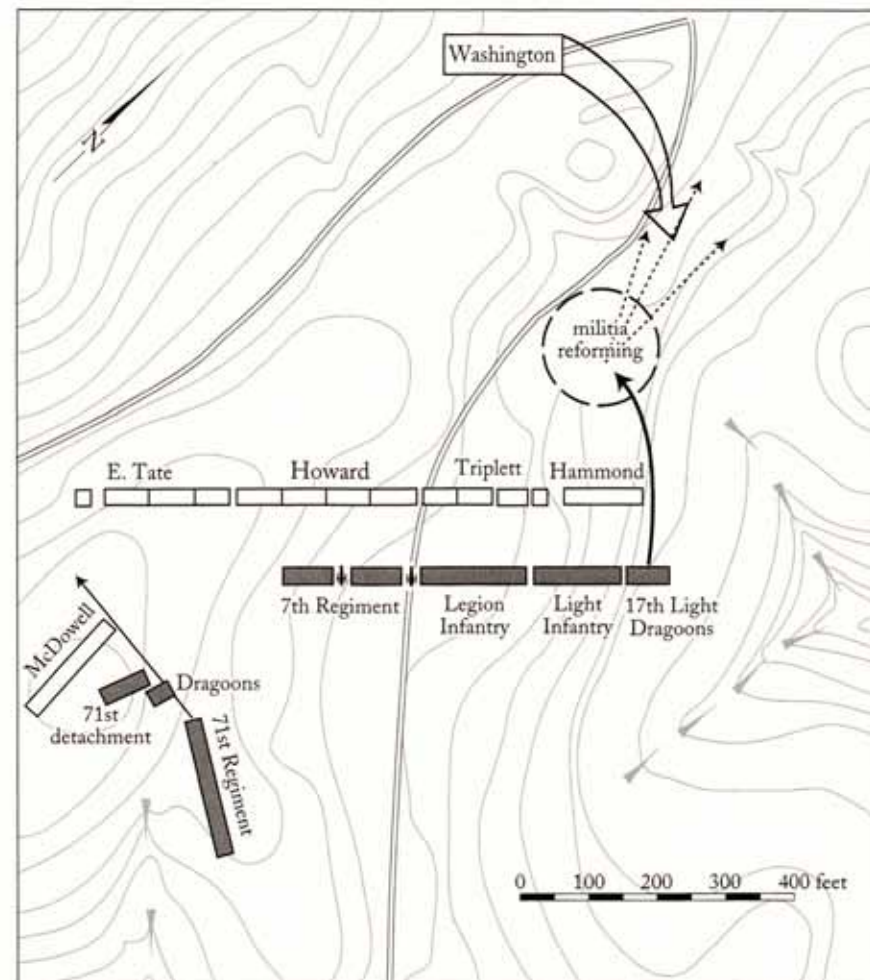 Washington
N
militia
reforming
E. Tate
Howard
Triplett
Hammond
7th Regiment
Legion
Infantry
Light
Infantry
17th Light
Dragoons
McDowell
Dragoons
71st
detachment
71st Regiment
0 100 200 300 400 feet